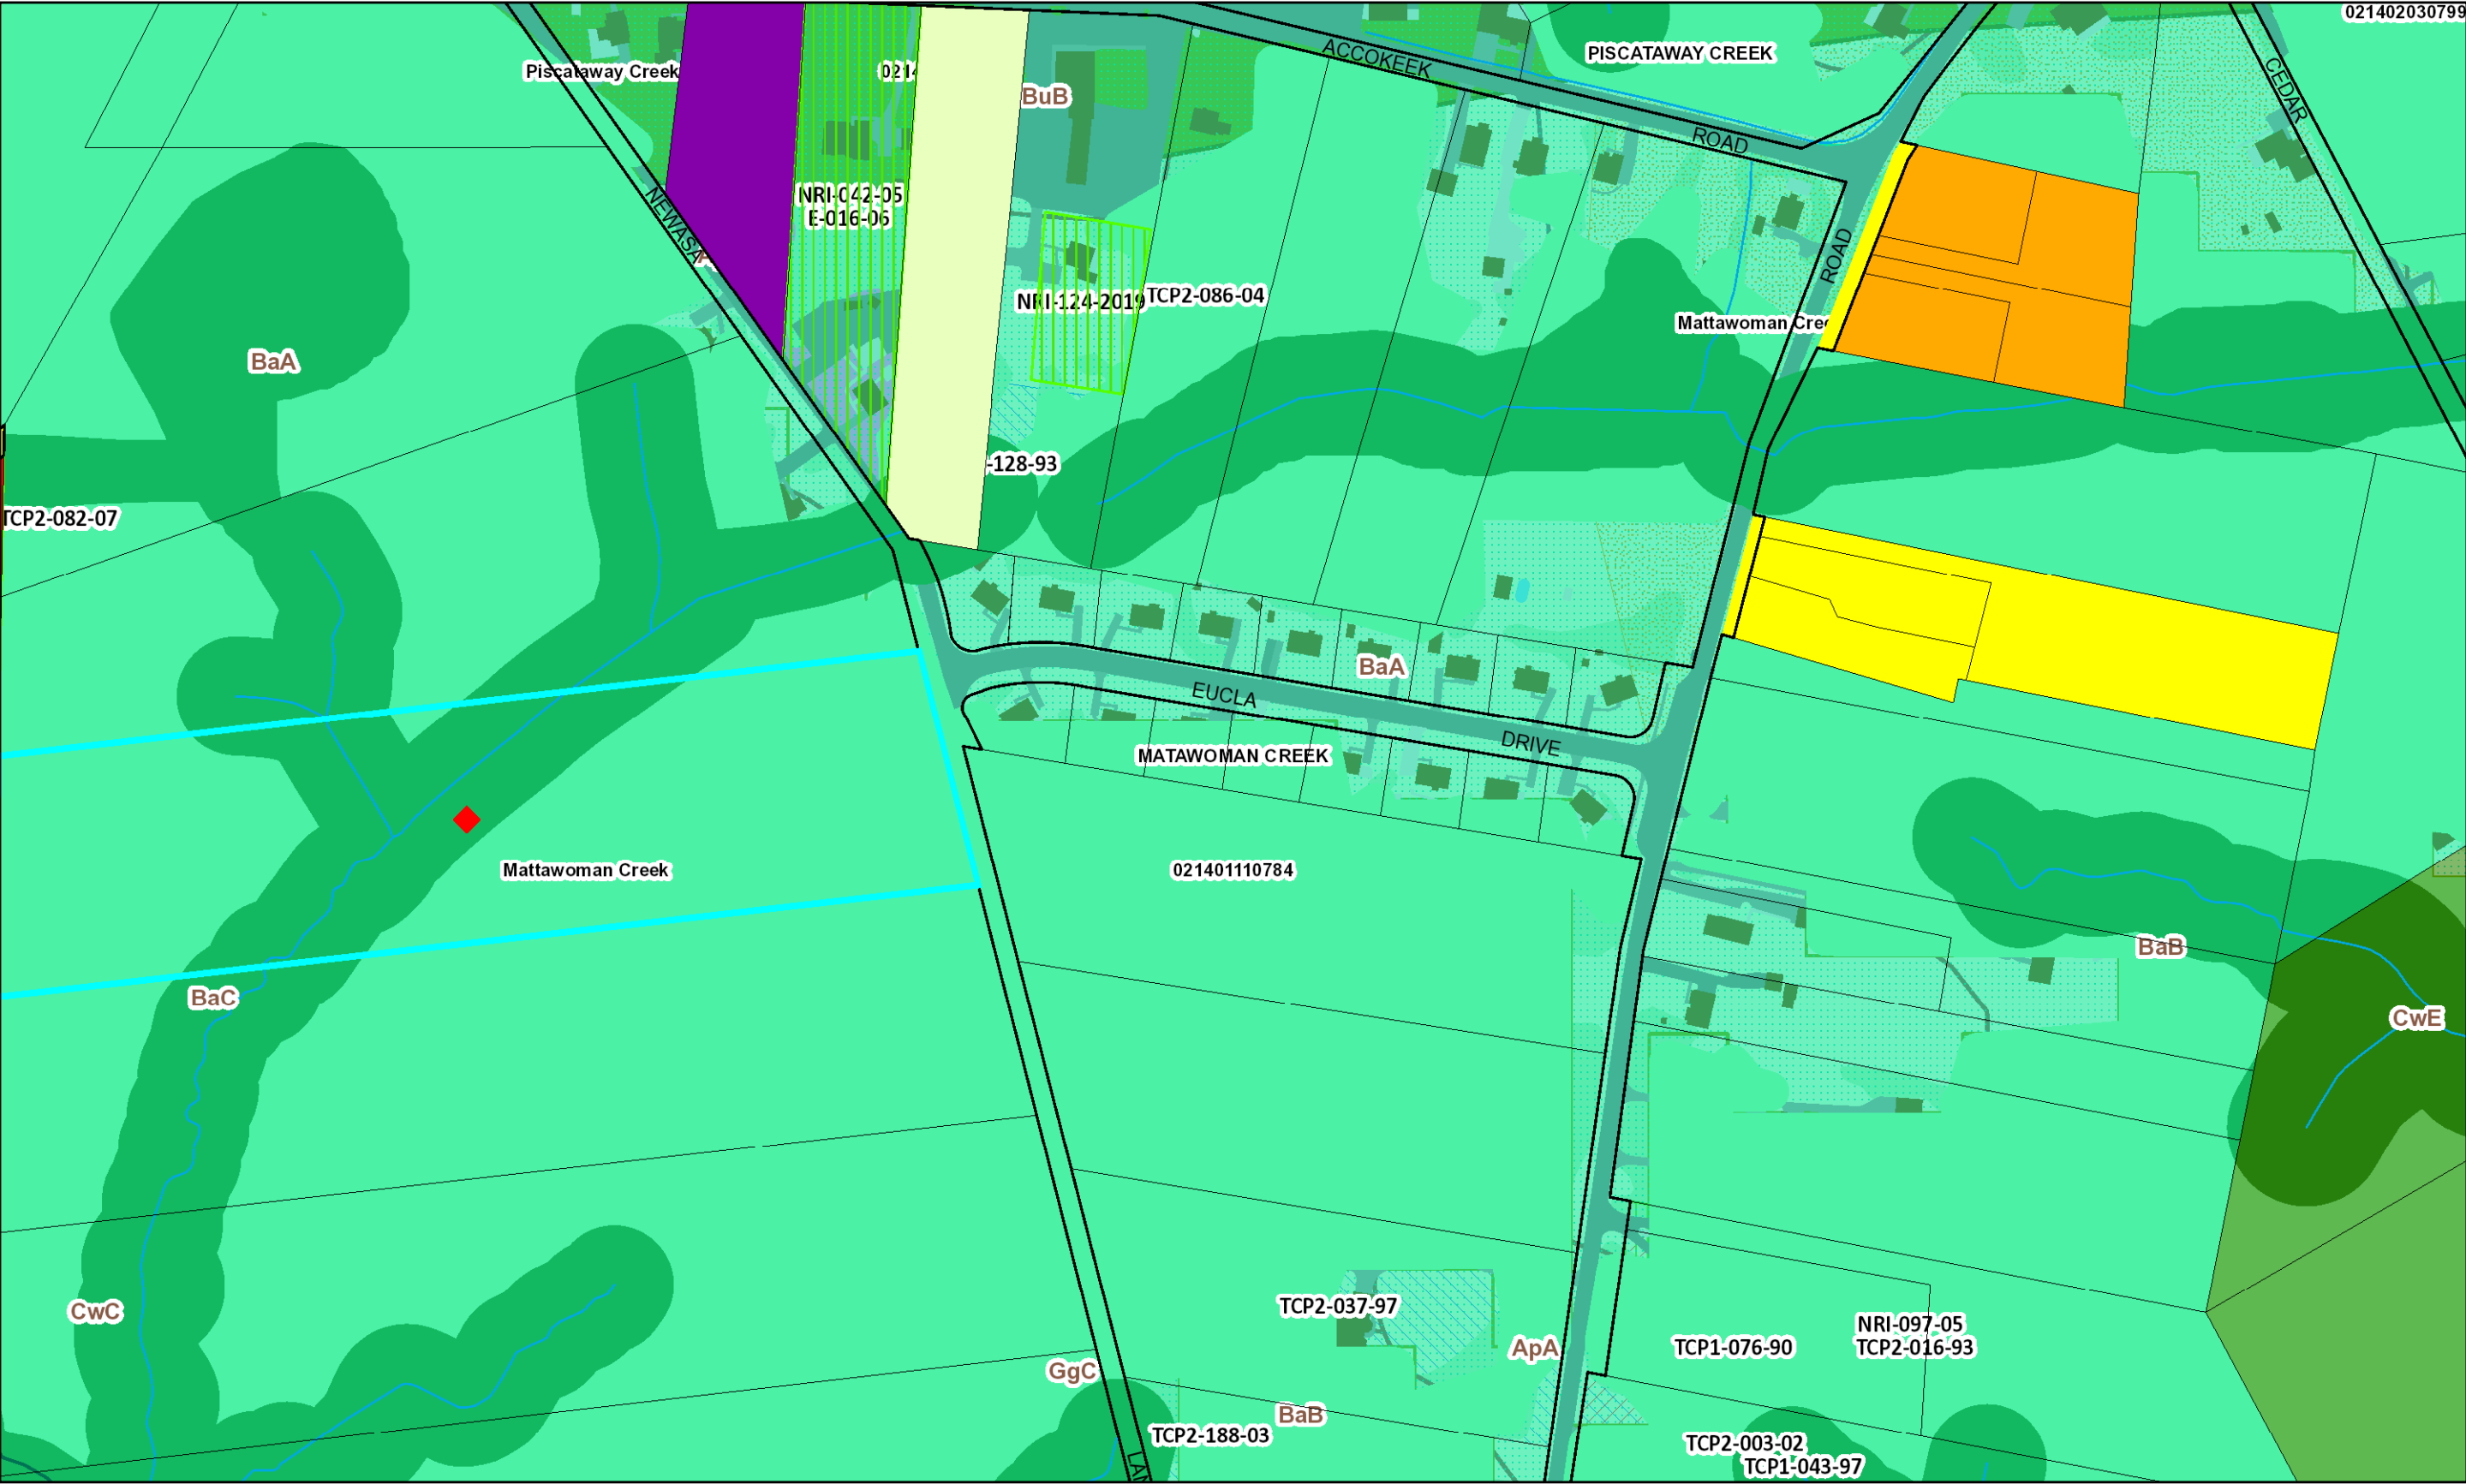 021402030799
ACCOKEEK
PISCATAWAY CREEK
Piscataway Creek
0214
CEDAR
BuB
ROAD
NRI-042-05
E-016-06
NEWASA
ROAD
NRI-124-2019
TCP2-086-04
Mattawoman Cree
BaA
-128-93
TCP2-082-07
BaA
EUCLA
DRIVE
MATAWOMAN CREEK
Mattawoman Creek
021401110784
BaB
BaC
CwE
CwC
TCP2-037-97
NRI-097-05
TCP1-076-90
TCP2-016-93
ApA
GgC
BaB
TCP2-188-03
TCP2-003-02
TCP1-043-97
LAN